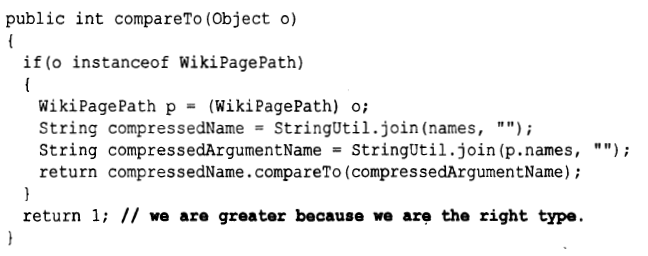 public int compareTo(Object o)
{
if(o instanceof WikiPagePath)
{
WikiPagePath p = (WikiPagePath) o;
String compressedName = StringUtil.join(names, "");
String compressedArgumentName = StringUtil.join(p.names, "");
return compressedName.compareTo(compressedArgumentName);
}
return 1; // we are greater because we are the right type.
}